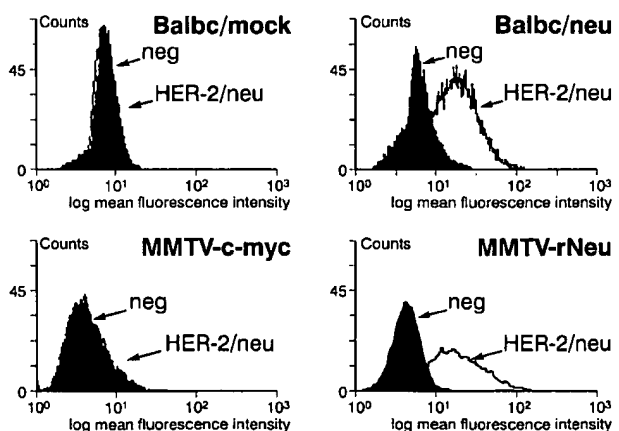 Counts Balbc/mock
neg
45
HER-2/neu
0
10⁰ 10¹ 10² 10³
log mean fluorescence intensity
Counts Balbc/neu
neg
45
HER-2/neu
0
10⁰ 10¹ 10² 10³
log mean fluorescence intensity
Counts MMTV-c-myc
45
neg
HER-2/neu
0
10⁰ 10¹ 10² 10³
log mean fluorescence intensity
Counts MMTV-rNeu
45
neg
HER-2/neu
0
10⁰ 10¹ 10² 10³
log mean fluorescence intensity